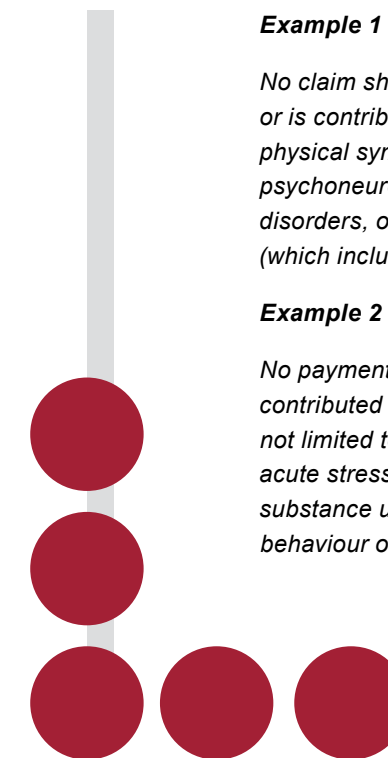 Example 1
No claim sh
or is contrib
physical syr
psychoneur
disorders, o
(which inclu
Example 2
No payment
contributed
not limited t
acute stress
substance u
behaviour o